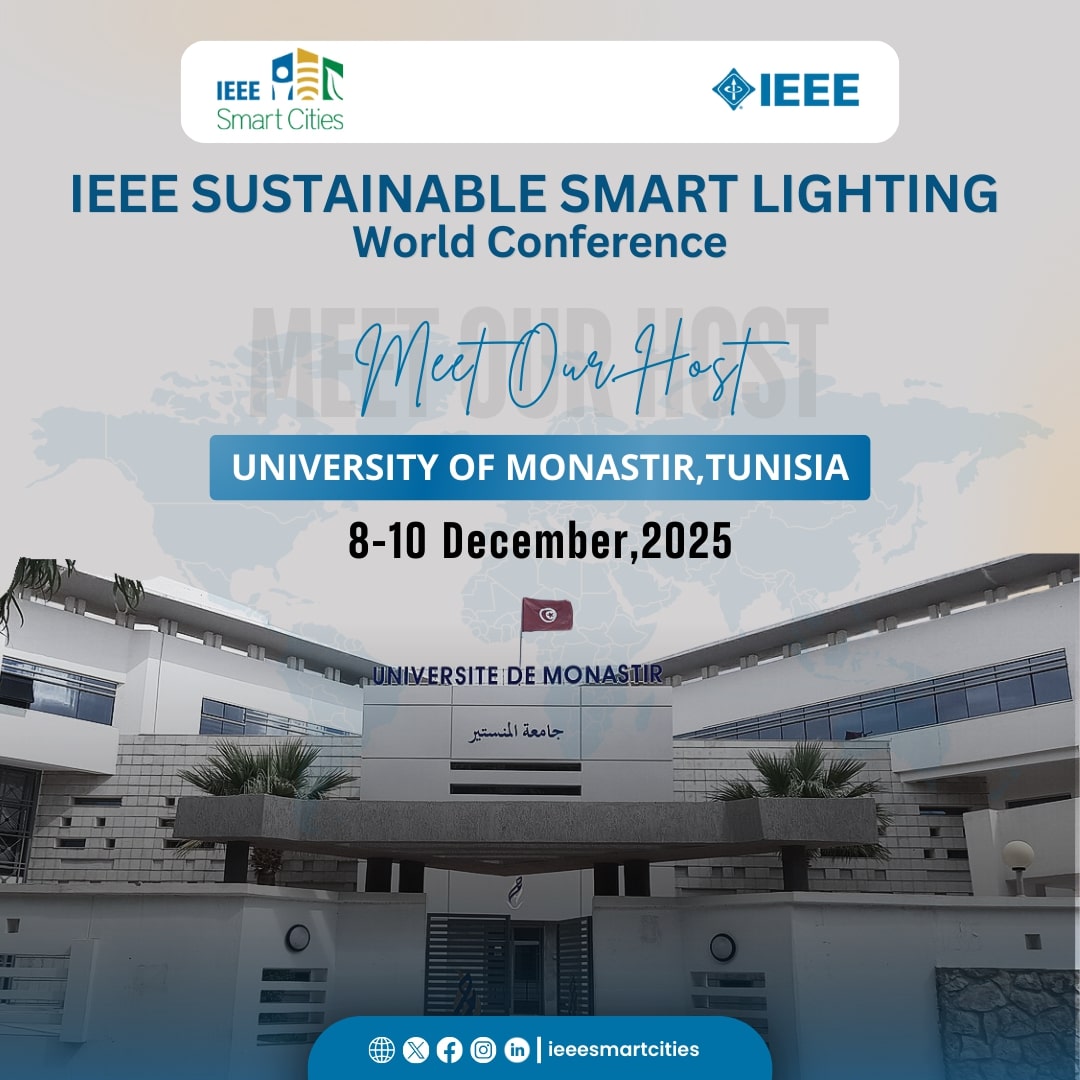 IEEE
Smart Cities
IEEE
IEEE SUSTAINABLE SMART LIGHTING
World Conference
MEET OUR HOST
Meet Our Host
UNIVERSITY OF MONASTIR,TUNISIA
8-10 December,2025
UNIVERSITE DE MONASTIR
جامعة المنستير
ieeesmartcities